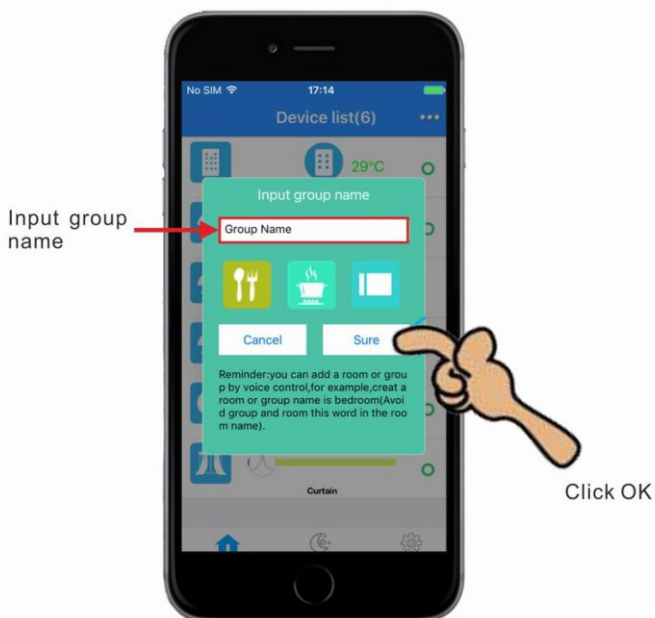 No SIM 17:14
Device list(6)
29°C
Input group name
Input group
name
Group Name
Cancel Sure
Reminder:you can add a room or grou
p by voice control,for example,creat a
room or group name is bedroom(Avoi
d group and room this word in the roo
m name).
Click OK
Curtain